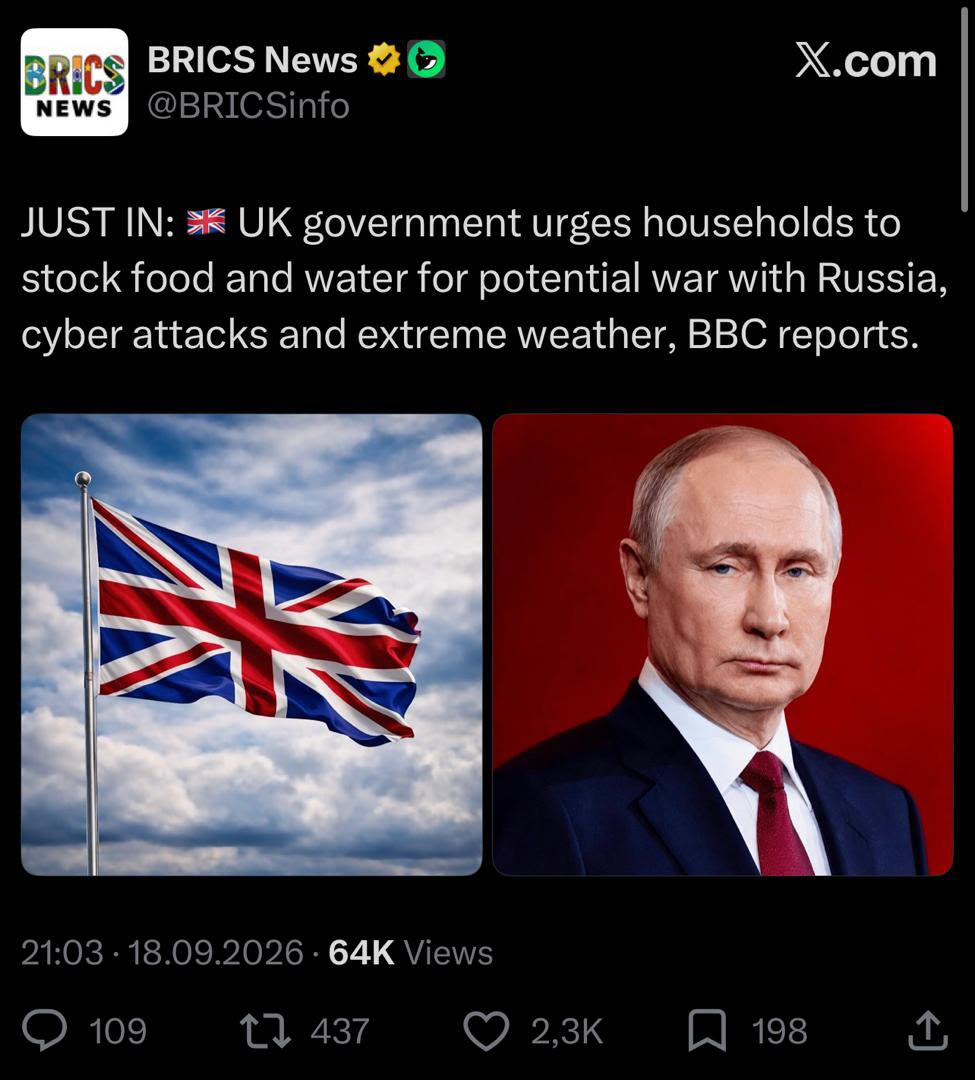 BRICS
NEWS
BRICS News
@BRICSinfo
X.com
JUST IN: 🇬🇧 UK government urges households to
stock food and water for potential war with Russia,
cyber attacks and extreme weather, BBC reports.
21:03 · 18.09.2026 · 64K Views
109 437 2,3K 198